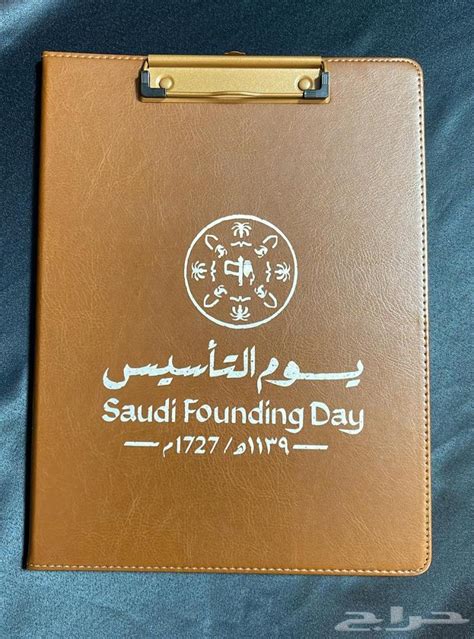 يوم التأسيس
Saudi Founding Day
١١٣٩هـ / 1727م
حراج